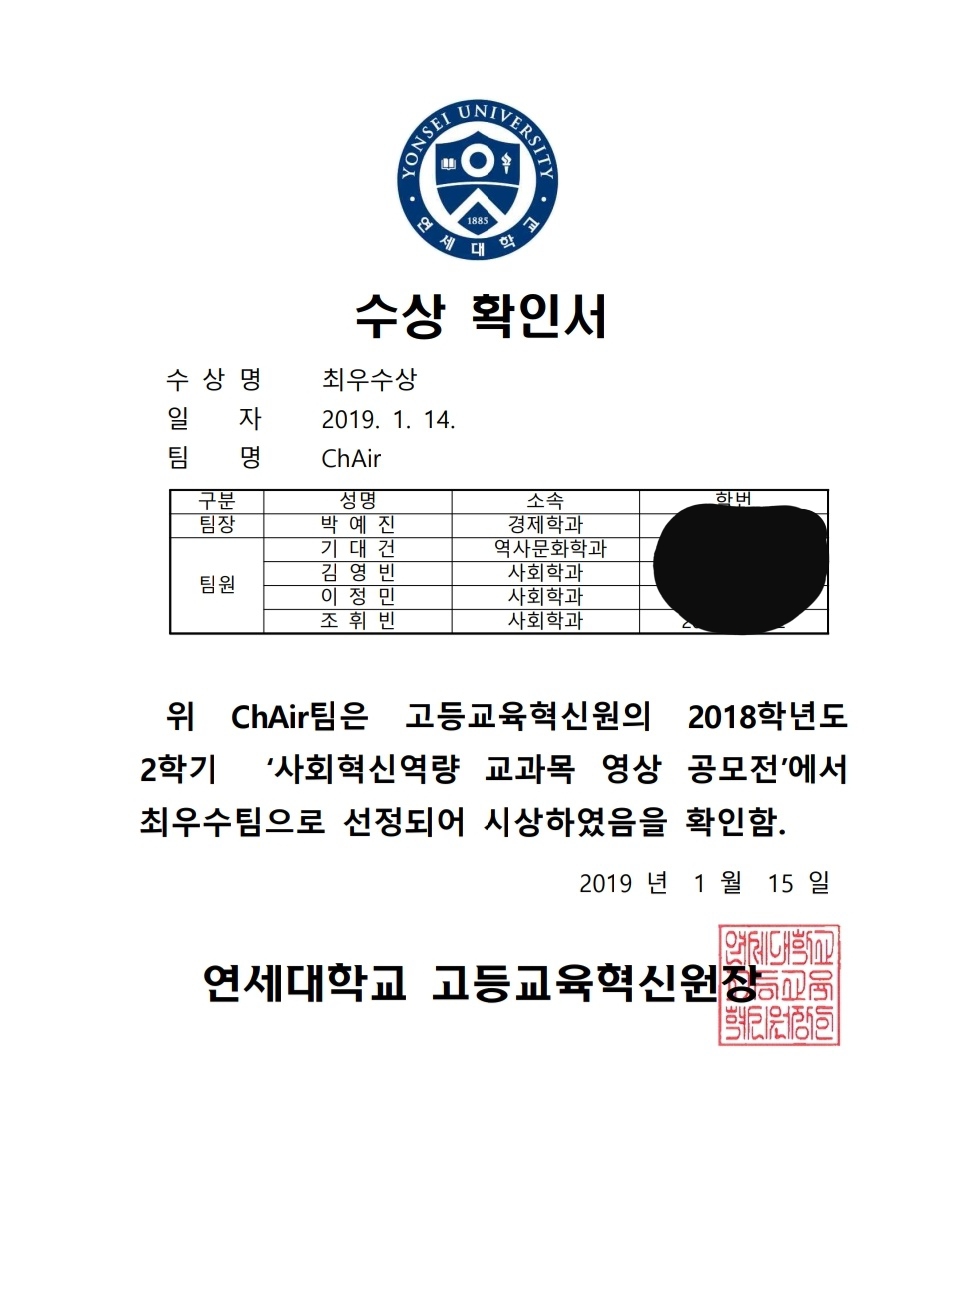 YONSEI UNIVERSITY
1885
연세대학교
수상 확인서
수 상 명 최우수상
일 자 2019. 1. 14.
팀 명 ChAir
구분 성명 소속 학번
팀장 박 예 진 경제학과
기 대 건 역사문화학과
김 영 빈 사회학과
팀원
이 정 민 사회학과
조 휘 빈 사회학과
위 ChAir팀은 고등교육혁신원의 2018학년도
2학기 ‘사회혁신역량 교과목 영상 공모전’에서
최우수팀으로 선정되어 시상하였음을 확인함.
2019 년 1 월 15 일
연세대학교 고등교육혁신원장
연세대학교
고등교육
혁신원장인